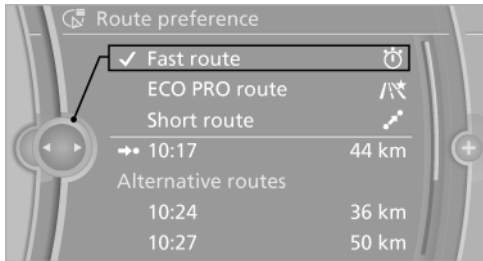 Route preference
Fast route
ECO PRO route
Short route
10:17 44 km
Alternative routes
10:24 36 km
10:27 50 km